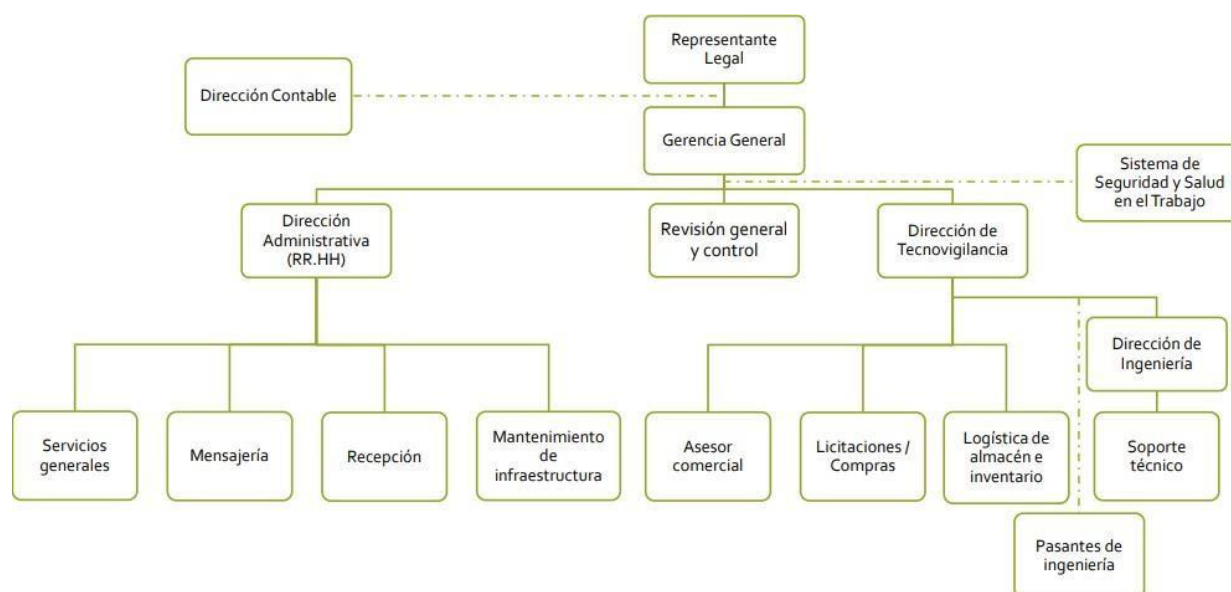 Representante
Legal
Dirección Contable
Gerencia General
Sistema de
Seguridad y Salud
en el Trabajo
Dirección
Administrativa
(RR.HH)
Revisión general
y control
Dirección de
Tecnovigilancia
Dirección de
Ingeniería
Servicios
generales
Mensajería
Recepción
Mantenimiento
de
infraestructura
Asesor
comercial
Licitaciones /
Compras
Logística de
almacén e
inventario
Soporte
técnico
Pasantes de
ingeniería